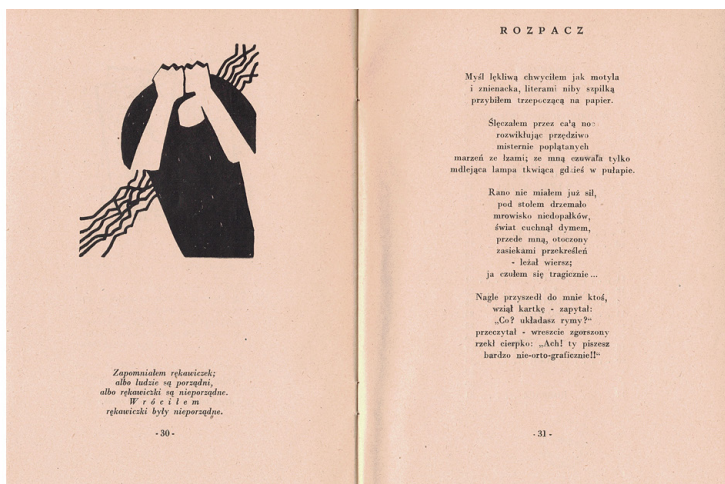 Zapomniałem rękawiczek;
albo ludzie są porządni,
albo rękawiczki są nieporządne.
Wróciłem
rękawiczki były nieporządne.
- 30 -
ROZPACZ
Myśl lękliwą chwyciłem jak motyla
i znienacka, literami niby szpilką
przybiłem trzepoczącą na papier.
Ślęczałem przez całą noc
rozwikłując przędziwa
misternie poplątanych
marzeń ze łzami; ze mną czuwała tylko
mdlejąca lampa tkwiąca gdzieś w pułapie.
Rano nie miałem już sił,
pod stołem drzemało
mrowisko niedopałków,
świat cuchnął dymem,
przede mną, otoczony
zasiekami przekreśleń
- leżał wiersz;
ja czułem się tragicznie ...
Nagle przyszedł do mnie ktoś,
wziął kartkę - zapytał:
„Co? układasz rymy?“
przeczytał - wreszcie zgorszony
rzekł cierpko: „Ach! ty piszesz
bardzo nie-orto-graficznie!!“
- 31 -